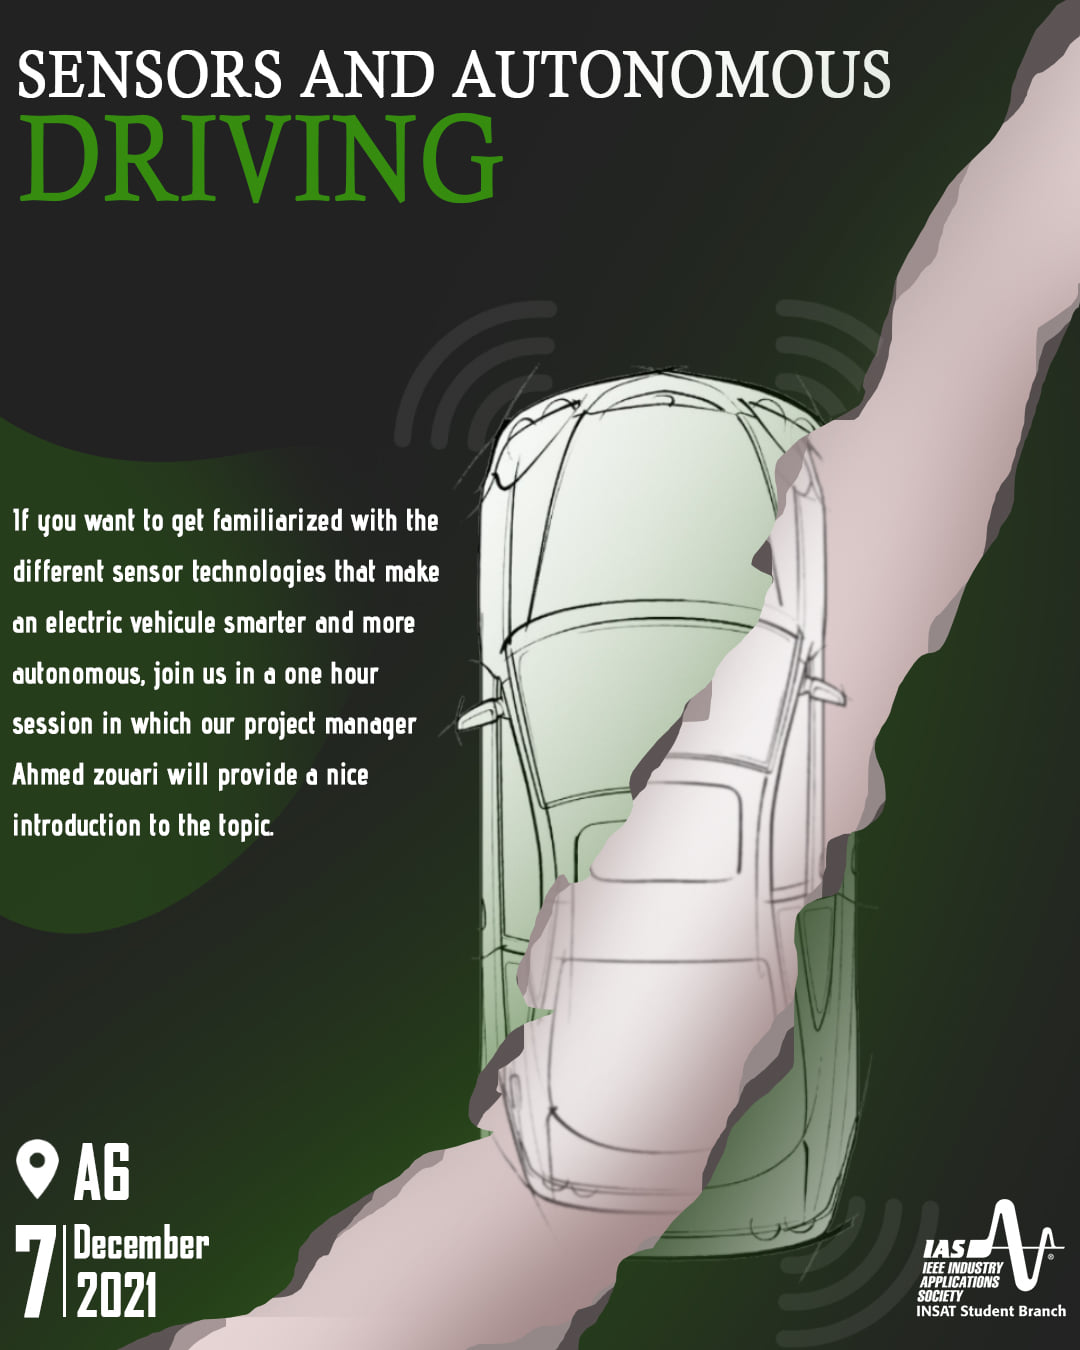 SENSORS AND AUTONOMOUS
DRIVING
If you want to get familiarized with the
different sensor technologies that make
an electric vehicule smarter and more
autonomous, join us in a one hour
session in which our project manager
Ahmed zouari will provide a nice
introduction to the topic.
A6
7
December
2021
IAS
®
IEEE INDUSTRY
APPLICATIONS
SOCIETY
INSAT Student Branch